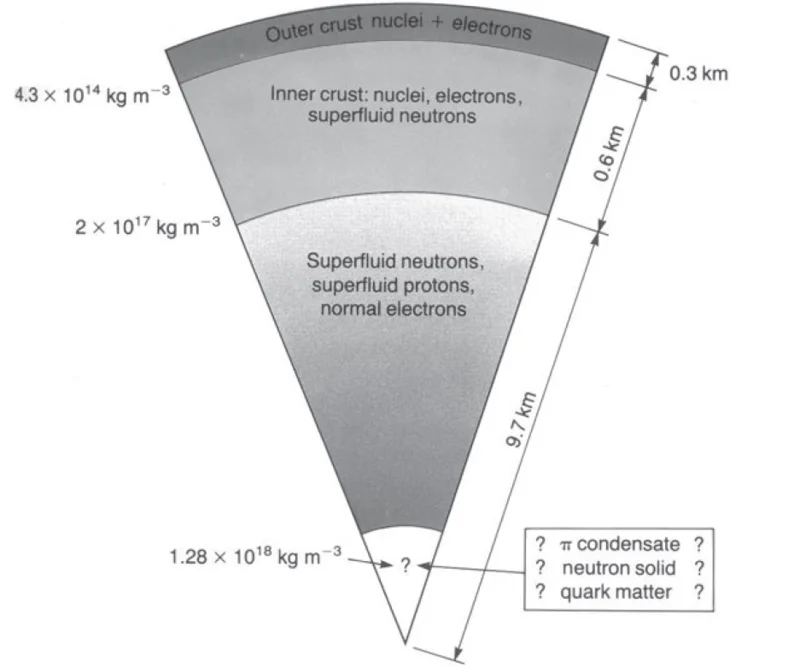 Outer crust nuclei + electrons
0.3 km
4.3 × 10¹⁴ kg m⁻³
Inner crust: nuclei, electrons,
superfluid neutrons
0.6 km
2 × 10¹⁷ kg m⁻³
Superfluid neutrons,
superfluid protons,
normal electrons
9.7 km
1.28 × 10¹⁸ kg m⁻³
?
? π condensate ?
? neutron solid ?
? quark matter ?